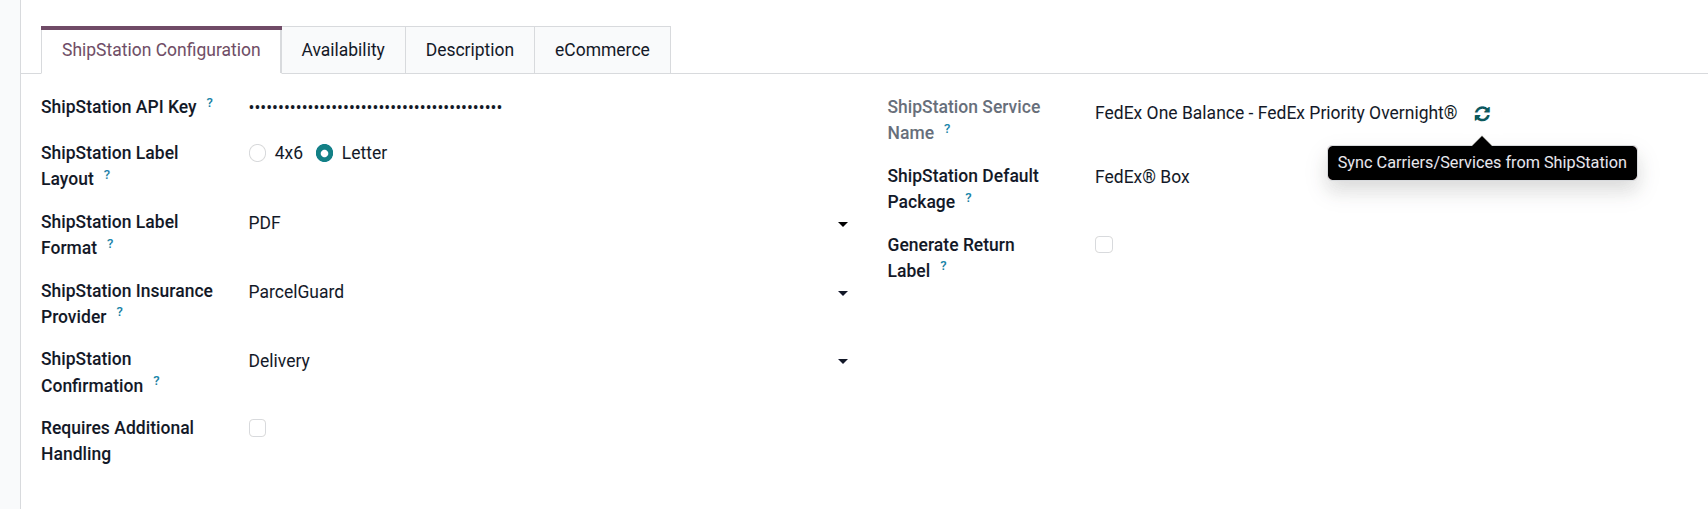 ShipStation Configuration
Availability
Description
eCommerce
ShipStation API Key ?
••••••••••••••••••••••••••••••••••••••••••
ShipStation Label
Layout ?
4x6
Letter
ShipStation Label
Format ?
PDF
ShipStation Insurance
Provider ?
ParcelGuard
ShipStation
Confirmation ?
Delivery
Requires Additional
Handling
ShipStation Service
Name ?
FedEx One Balance - FedEx Priority Overnight®
Sync Carriers/Services from ShipStation
ShipStation Default
Package ?
FedEx® Box
Generate Return
Label ?